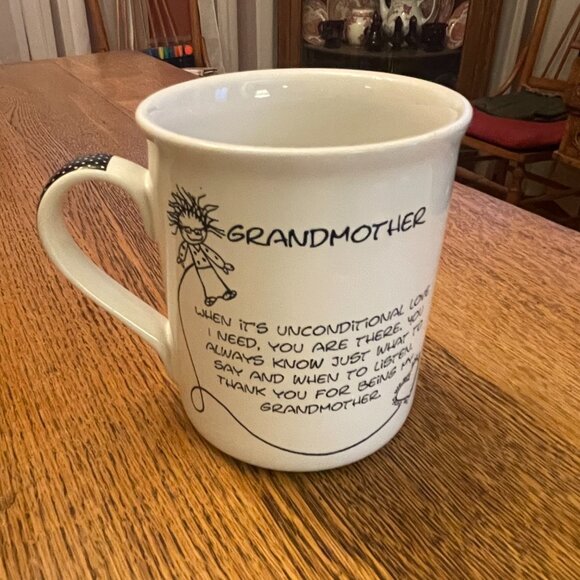 GRANDMOTHER
WHEN IT'S UNCONDITIONAL LOVE
I NEED, YOU ARE THERE. YOU
ALWAYS KNOW JUST WHAT TO
SAY AND WHEN TO LISTEN.
THANK YOU FOR BEING MY
GRANDMOTHER.